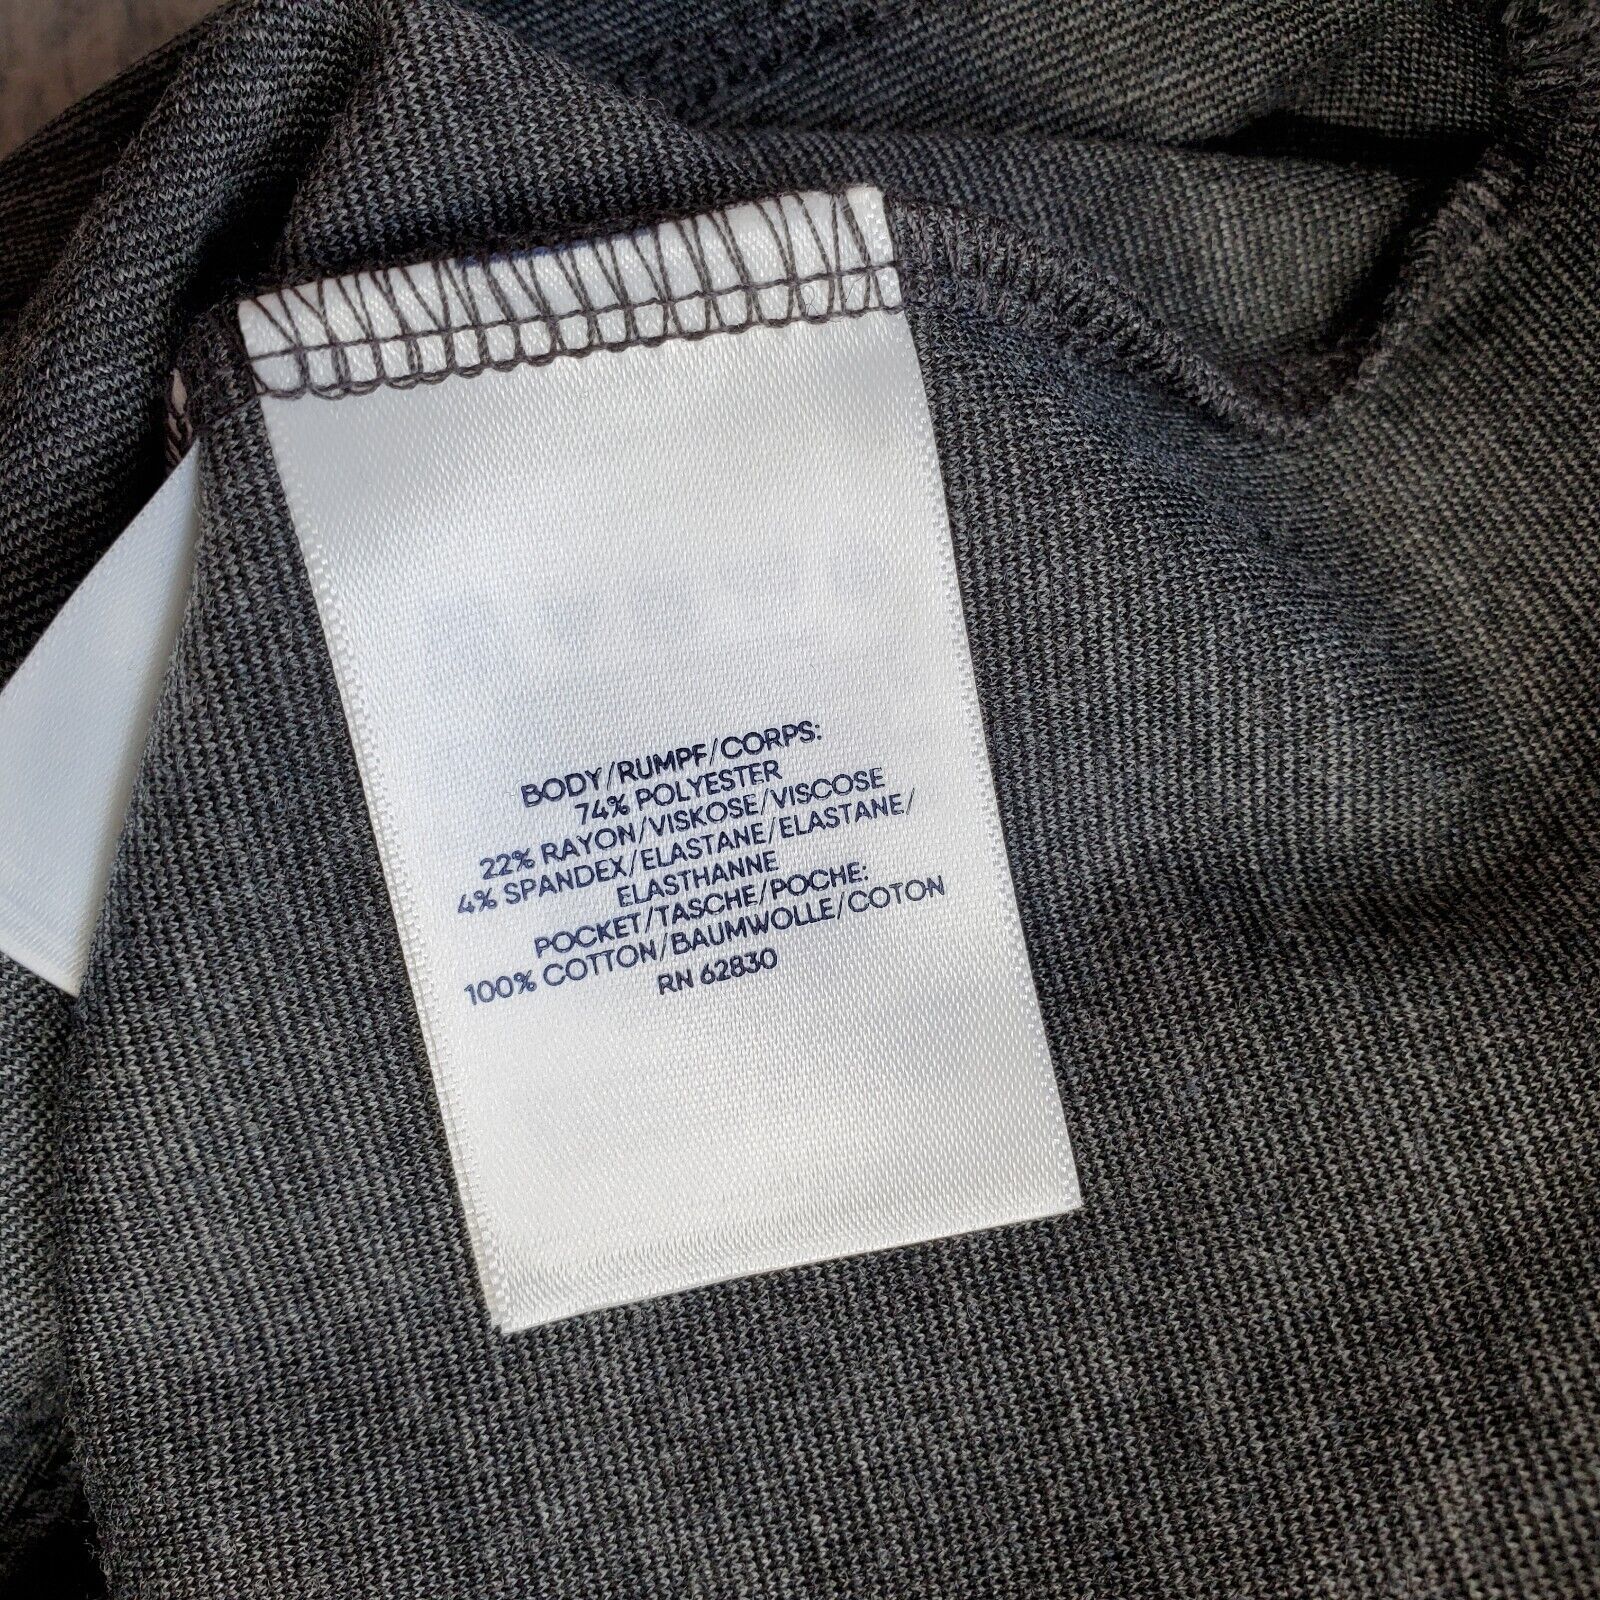 BODY/RUMPF/CORPS:
74% POLYESTER
22% RAYON/VISKOSE/VISCOSE
4% SPANDEX/ELASTANE/ELASTANE/
ELASTHANNE
POCKET/TASCHE/POCHE:
100% COTTON/BAUMWOLLE/COTON
RN 62830